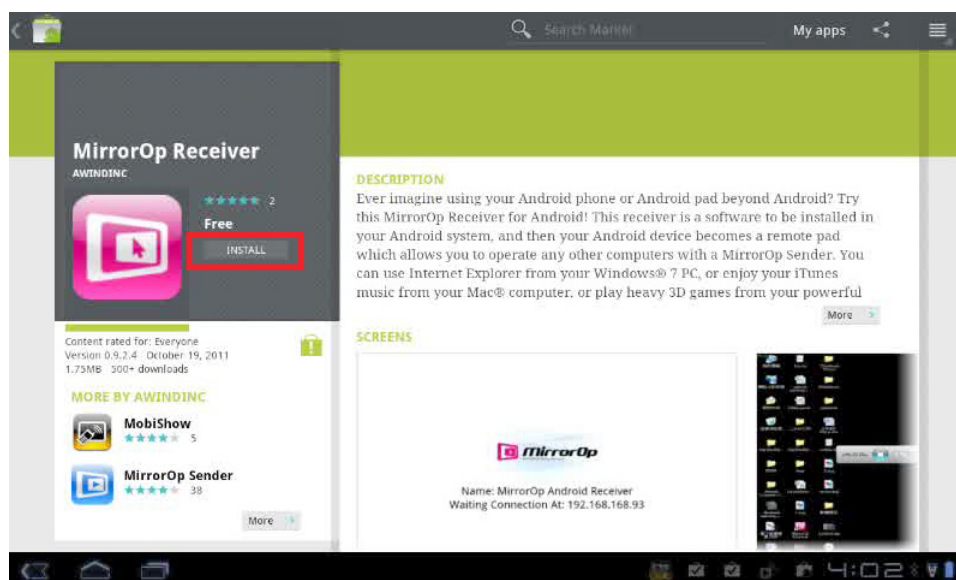 Search Market
My apps
MirrorOp Receiver
AWINDINC
2
Free
INSTALL
Content rated for: Everyone
Version 0.9.2.4 October 19, 2011
1.75MB 500+ downloads
MORE BY AWINDINC
MobiShow
5
MirrorOp Sender
38
More
DESCRIPTION
Ever imagine using your Android phone or Android pad beyond Android? Try
this MirrorOp Receiver for Android! This receiver is a software to be installed in
your Android system, and then your Android device becomes a remote pad
which allows you to operate any other computers with a MirrorOp Sender. You
can use Internet Explorer from your Windows® 7 PC, or enjoy your iTunes
music from your Mac® computer, or play heavy 3D games from your powerful
More
SCREENS
MirrorOp
Name: MirrorOp Android Receiver
Waiting Connection At: 192.168.168.93
4:02